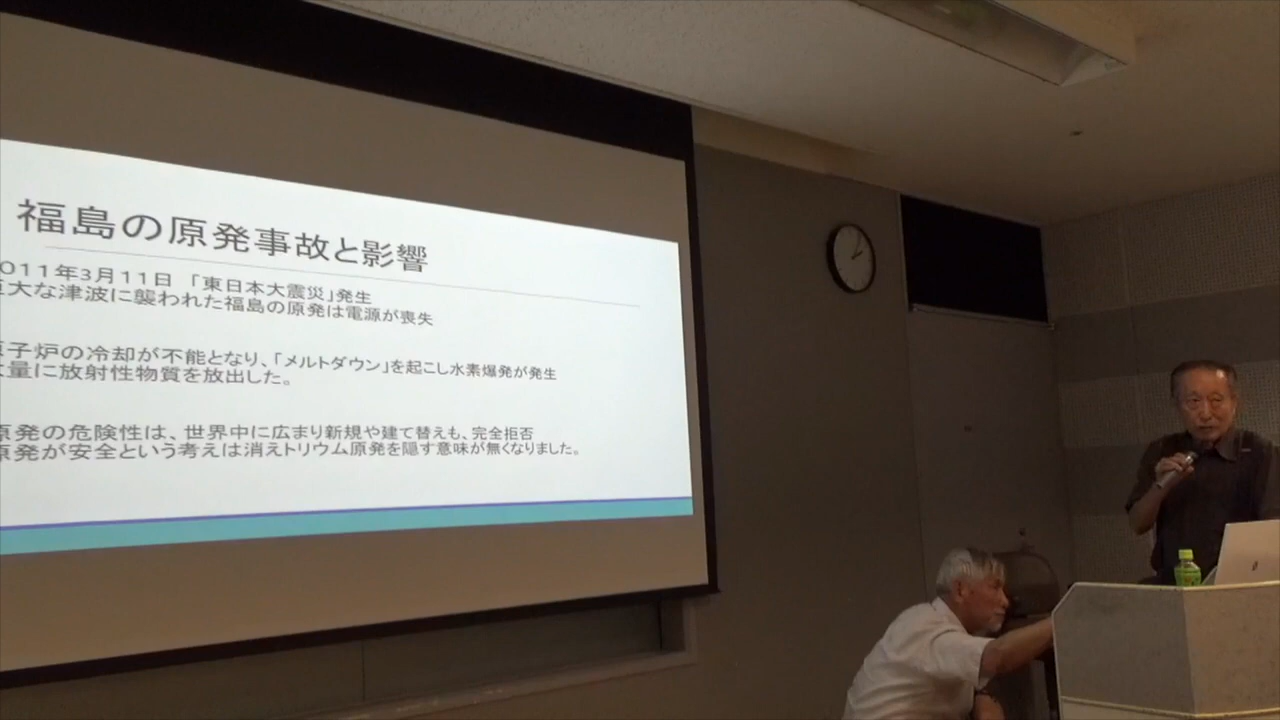 福島の原発事故と影響
011年3月11日 「東日本大震災」発生
巨大な津波に襲われた福島の原発は電源が喪失
原子炉の冷却が不能となり、「メルトダウン」を起こし水素爆発が発生
大量に放射性物質を放出した。
原発の危険性は、世界中に広まり新規や建て替えも、完全拒否
原発が安全という考えは消えトリウム原発を隠す意味が無くなりました。